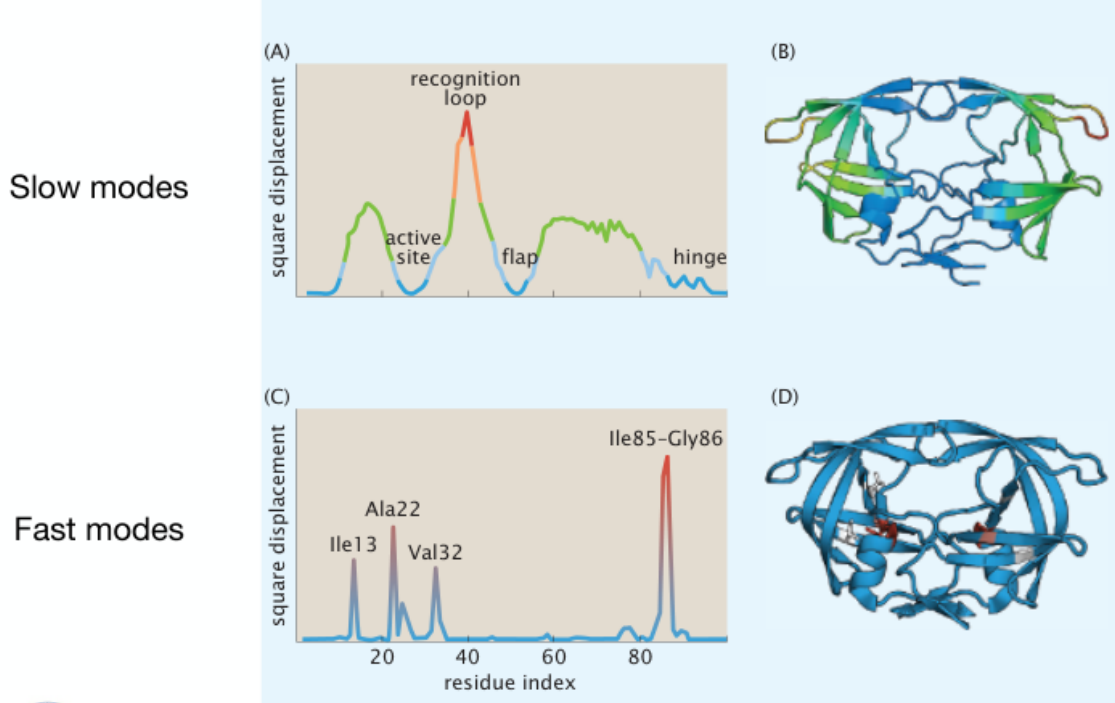 Slow modes
(A)
square displacement
recognition
loop
active
site
flap
hinge
(B)
Fast modes
(C)
square displacement
Ile13
Ala22
Val32
Ile85–Gly86
20 40 60 80
residue index
(D)